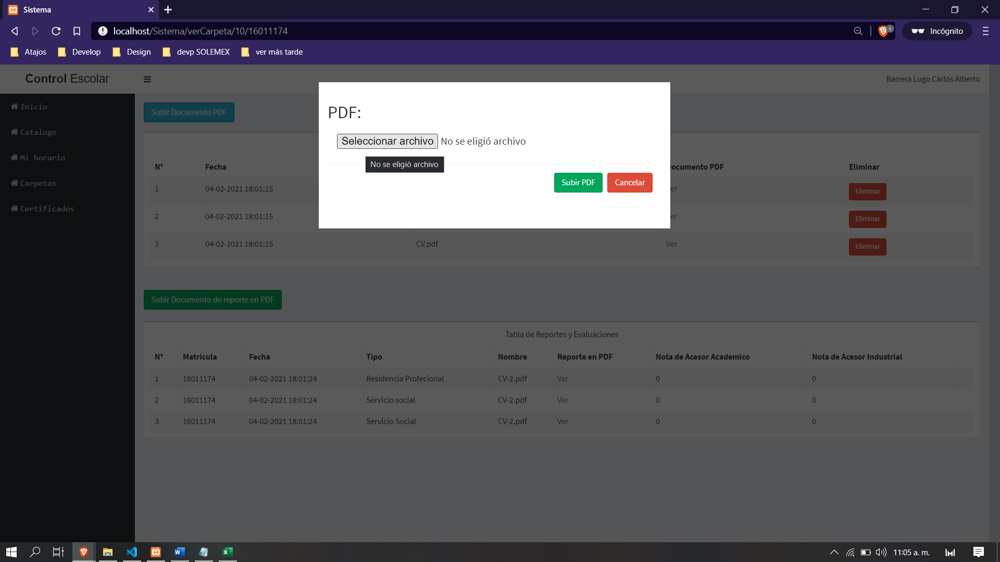 Sistema
localhost/Sistema/verCarpeta/10/16011174
1
Incógnito
Atajos Develop Design devp SOLEMEX ver más tarde
Control Escolar
Barrera Lugo Carlos Alberto
Inicio
Catalogo
Mi horario
Carpetas
Certificados
Subir Documento PDF
PDF:
Seleccionar archivo No se eligió archivo
No se eligió archivo
Subir PDF Cancelar
N° Fecha ocumento PDF Eliminar
1 04-02-2021 18:01:15 er Eliminar
2 04-02-2021 18:01:15 er Eliminar
3 04-02-2021 18:01:15 CV.pdf Ver Eliminar
Subir Documento de reporte en PDF
Tabla de Reportes y Evaluaciones
N° Matricula Fecha Tipo Nombre Reporte en PDF Nota de Acesor Academico Nota de Acesor Industrial
1 16011174 04-02-2021 18:01:24 Residencia Profecional CV-2.pdf Ver 0 0
2 16011174 04-02-2021 18:01:24 Servicio social CV-2.pdf Ver 0 0
3 16011174 04-02-2021 18:01:24 Servicio Social CV-2.pdf Ver 0 0
11:05 a. m.